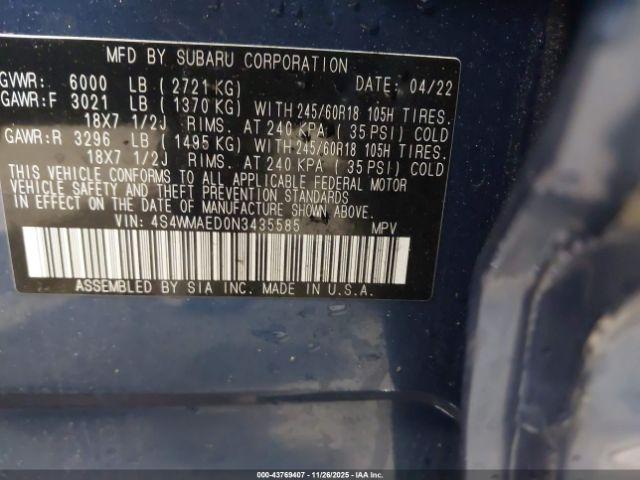 MFD BY SUBARU CORPORATION
GVWR: 6000 LB (2721 KG) DATE: 04/22
GAWR:F 3021 LB (1370 KG) WITH 245/60R18 105H TIRES.
18X7 1/2J RIMS. AT 240 KPA ( 35 PSI) COLD
GAWR:R 3296 LB (1495 KG) WITH 245/60R18 105H TIRES.
18X7 1/2J RIMS. AT 240 KPA ( 35 PSI) COLD
THIS VEHICLE CONFORMS TO ALL APPLICABLE FEDERAL MOTOR
VEHICLE SAFETY AND THEFT PREVENTION STANDARDS
IN EFFECT ON THE DATE OF MANUFACTURE SHOWN ABOVE.
VIN: 4S4WMAED0N3435585 MPV
ASSEMBLED BY SIA INC. MADE IN U.S.A.
000-43769407 - 11/26/2025 - IAA Corp.